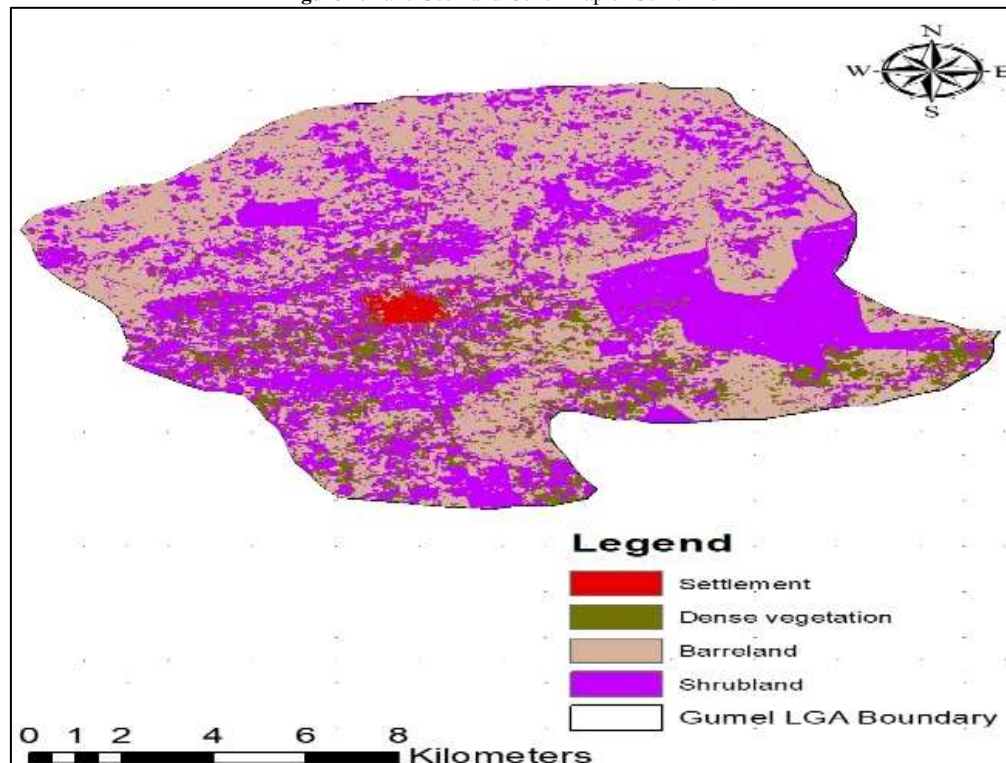 N
W E
S
Legend
Settlement
Dense vegetation
Barreland
Shrubland
Gumel LGA Boundary
0 1 2 4 6 8
Kilometers